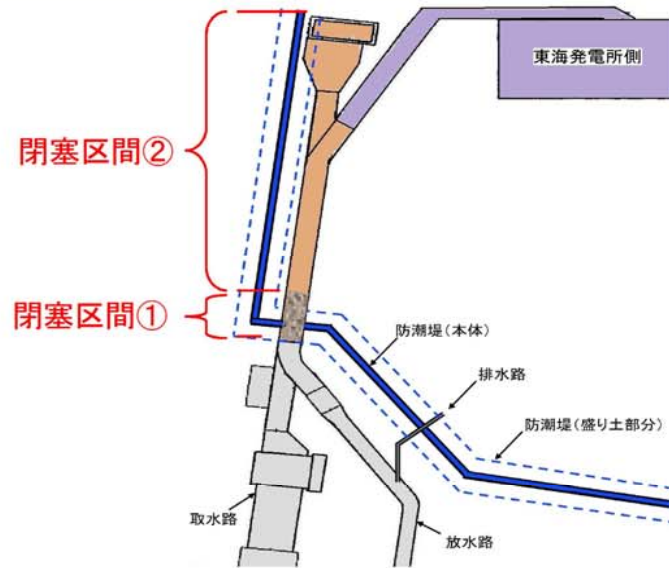 東海発電所側
閉塞区間②
閉塞区間①
防潮堤（本体）
排水路
防潮堤（盛り土部分）
取水路
放水路